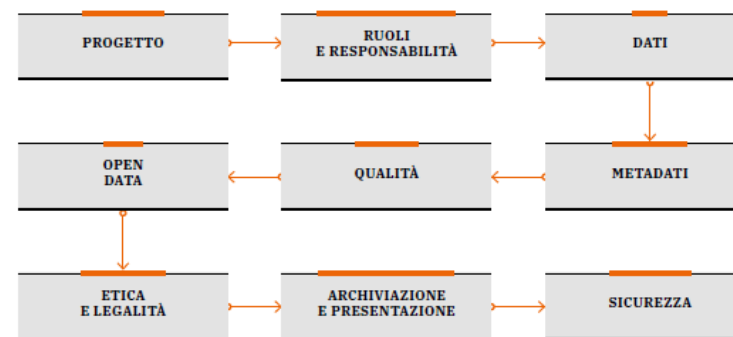 PROGETTO
RUOLI
E RESPONSABILITÀ
DATI
METADATI
QUALITÀ
OPEN
DATA
ETICA
E LEGALITÀ
ARCHIVIAZIONE
E PRESENTAZIONE
SICUREZZA